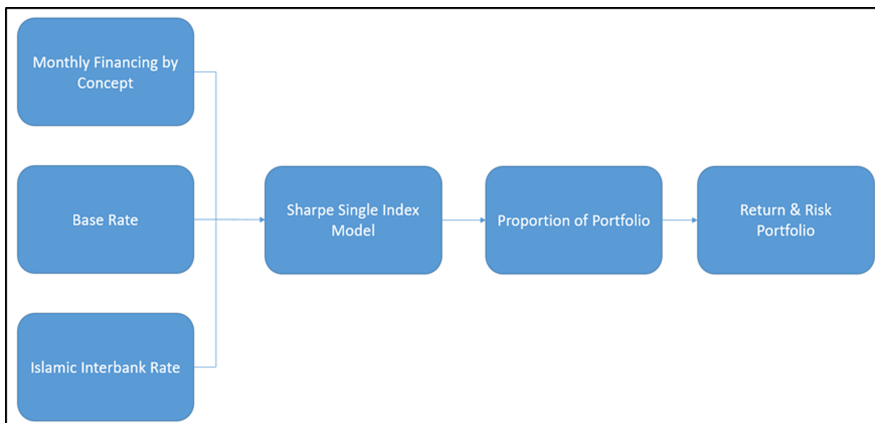 Monthly Financing by
Concept
Base Rate
Islamic Interbank Rate
Sharpe Single Index
Model
Proportion of Portfolio
Return & Risk
Portfolio